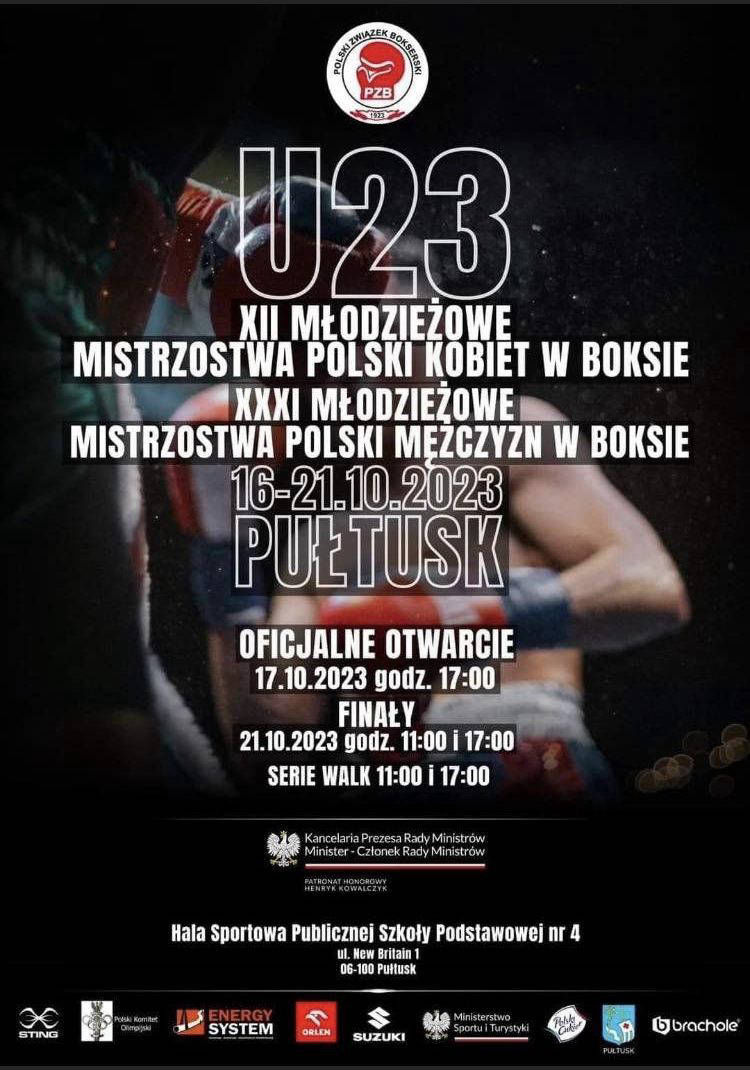 POLSKI ZWIĄZEK BOKSERSKI
PZB
1923
U23
XII MŁODZIEŻOWE
MISTRZOSTWA POLSKI KOBIET W BOKSIE
XXXI MŁODZIEŻOWE
MISTRZOSTWA POLSKI MĘŻCZYZN W BOKSIE
16-21.10.2023
PUŁTUSK
OFICJALNE OTWARCIE
17.10.2023 godz. 17:00
FINAŁY
21.10.2023 godz. 11:00 i 17:00
SERIE WALK 11:00 i 17:00
Kancelaria Prezesa Rady Ministrów
Minister - Członek Rady Ministrów
PATRONAT HONOROWY
HENRYK KOWALCZYK
Hala Sportowa Publicznej Szkoły Podstawowej nr 4
ul. New Britain 1
06-100 Pułtusk
STING
Polski Komitet
Olimpijski
ENERGY
SYSTEM
ORLEN
SUZUKI
Ministerstwo
Sportu i Turystyki
Polski
Cukier
PUŁTUSK
brachole